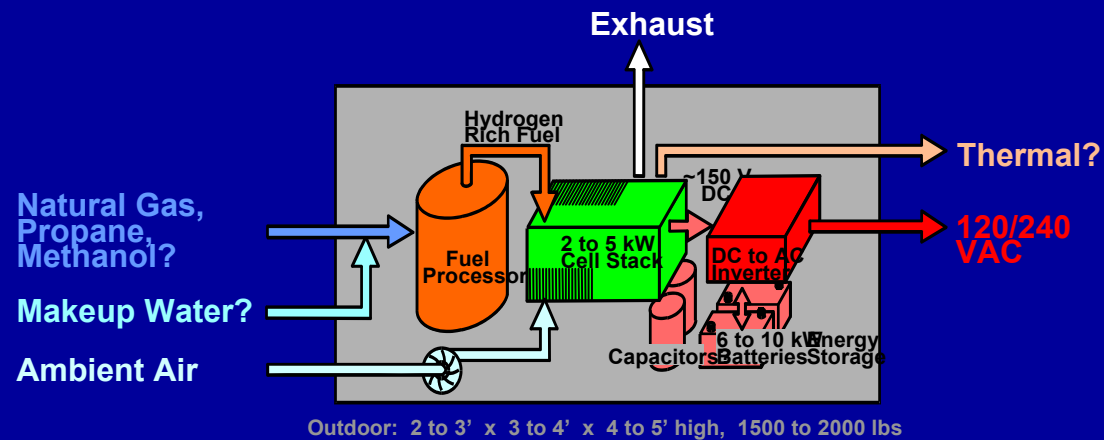 Exhaust
Hydrogen
Rich Fuel
Thermal?
~150 V
DC
Natural Gas,
Propane,
Methanol?
120/240
VAC
Fuel
Processor
2 to 5 kW
Cell Stack
DC to AC
Inverter
Makeup Water?
Capacitors
6 to 10 kW
Batteries
Energy
Storage
Ambient Air
Outdoor: 2 to 3' x 3 to 4' x 4 to 5' high, 1500 to 2000 lbs